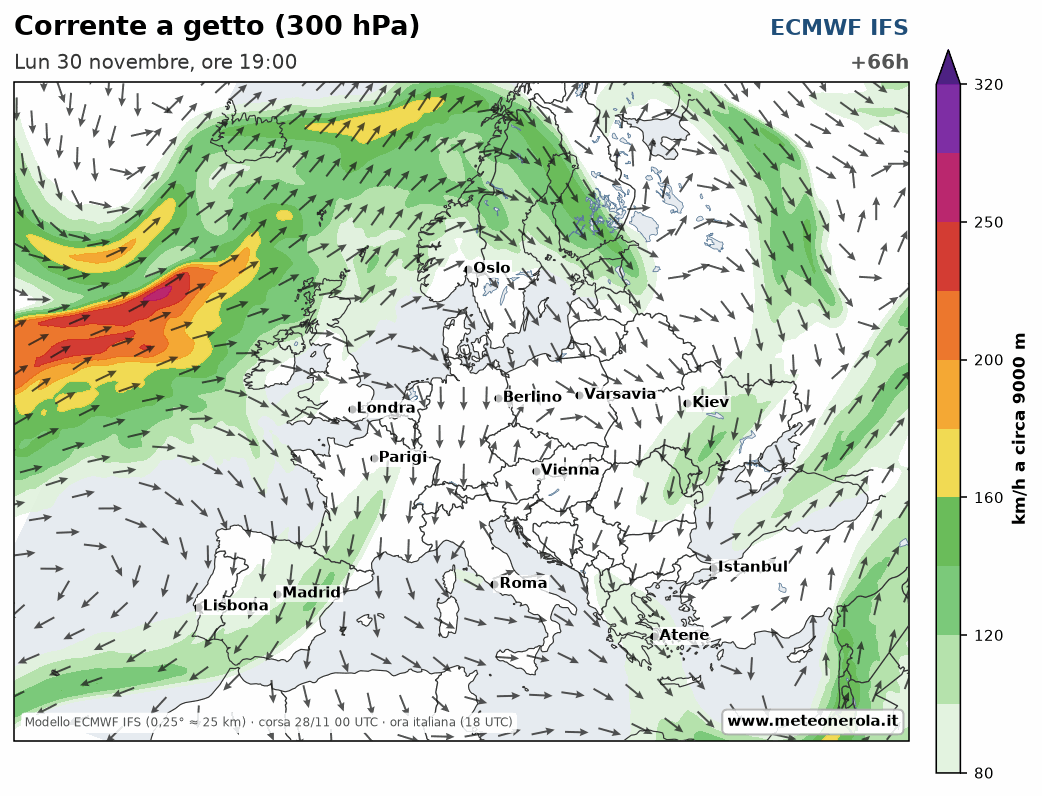 Corrente a getto (300 hPa)
ECMWF IFS
Lun 30 novembre, ore 19:00
+66h
320
250
200
160
120
80
km/h a circa 9000 m
Oslo
Berlino
Varsavia
Kiev
Londra
Parigi
Vienna
Istanbul
Roma
Madrid
Lisbona
Atene
Modello ECMWF IFS (0,25° ≈ 25 km) · corsa 28/11 00 UTC · ora italiana (18 UTC)
www.meteonerola.it